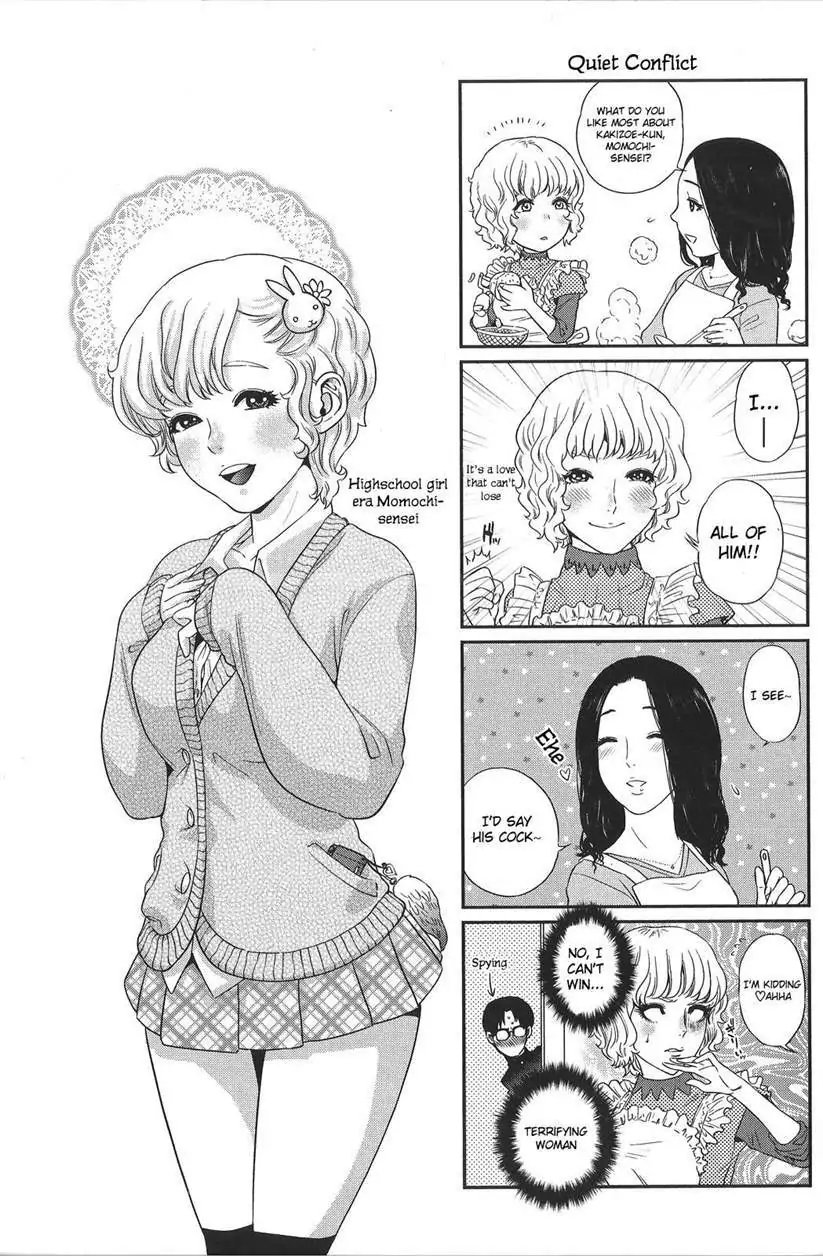 Quiet Conflict
WHAT DO YOU
LIKE MOST ABOUT
KAKIZOE-KUN,
MOMOCHI-
SENSEI?
I...
I
ALL OF
HIM!!
It's a love
that can't
lose
I SEE~
Ehe ♡
I'D SAY
HIS COCK~
I'M KIDDING
♡AHHA
NO, I
CAN'T
WIN...
Spying
TERRIFYING
WOMAN
Highschool girl
era Momochi-
sensei